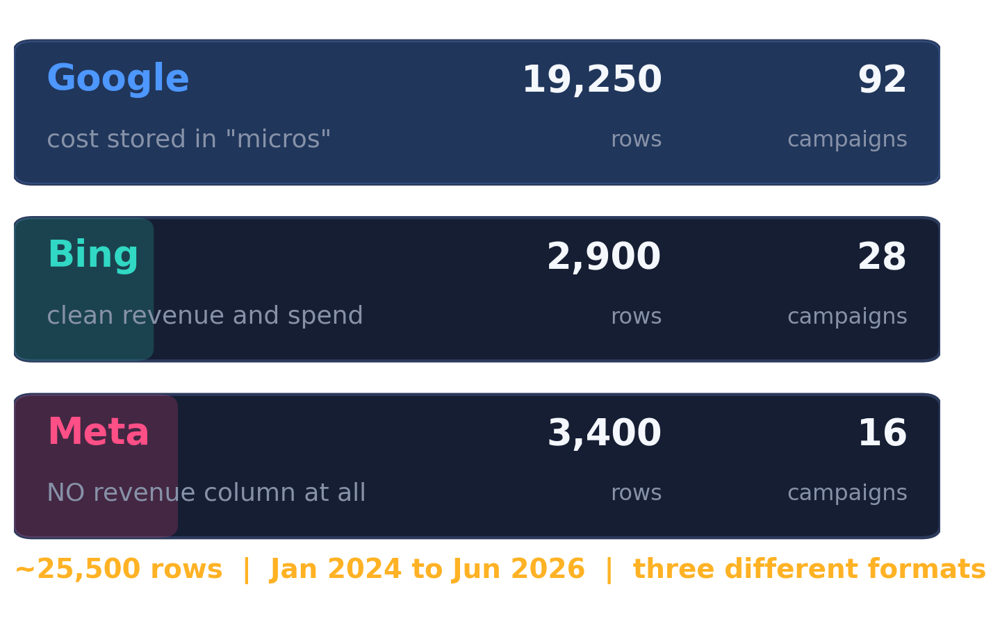 Google 19,250 92
cost stored in "micros" rows campaigns
Bing 2,900 28
clean revenue and spend rows campaigns
Meta 3,400 16
NO revenue column at all rows campaigns
~25,500 rows | Jan 2024 to Jun 2026 | three different formats